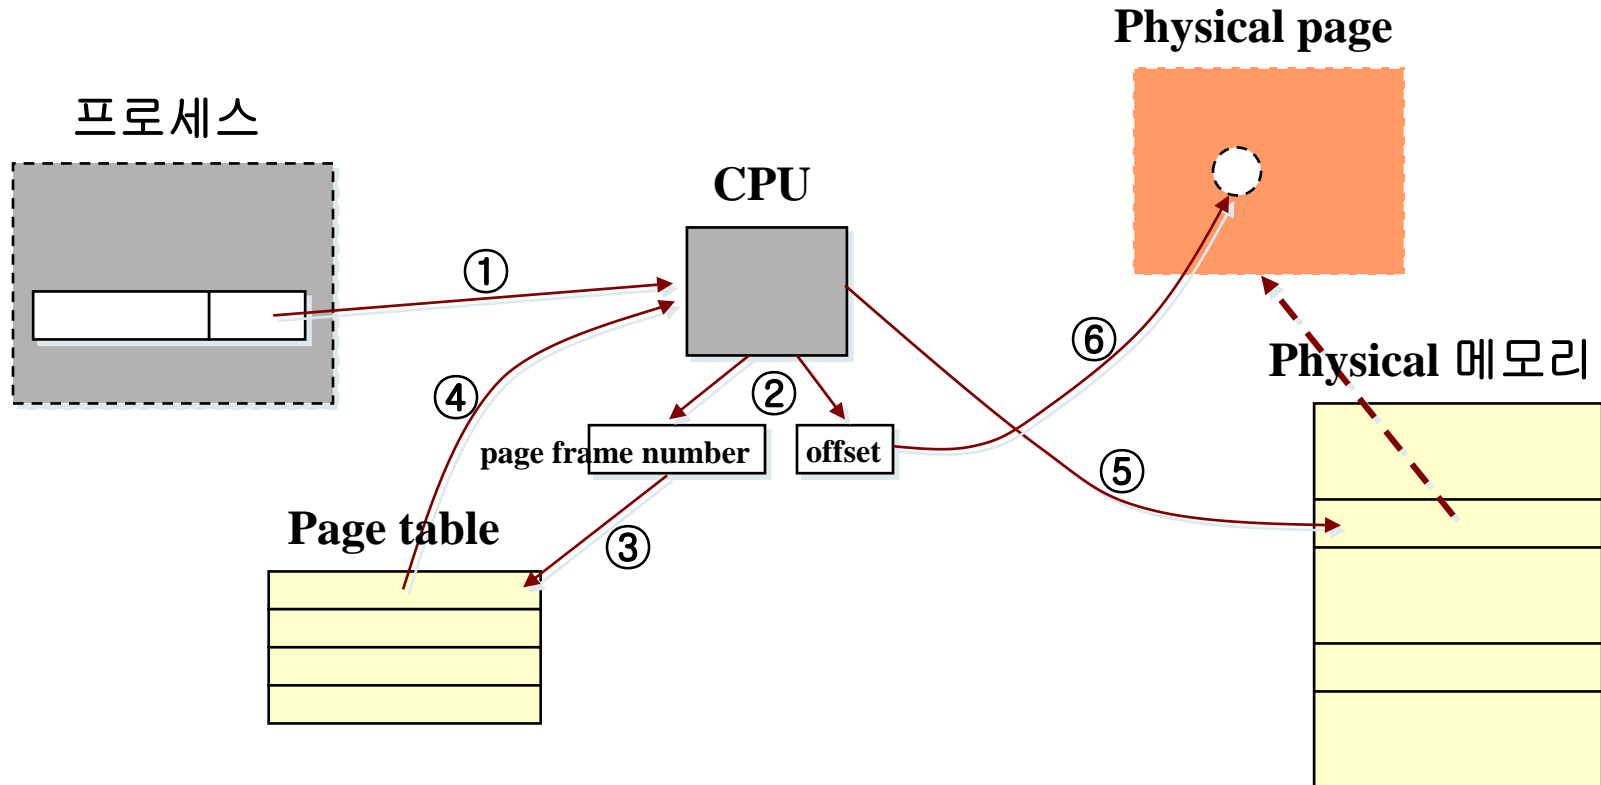 Physical page
프로세스
CPU
①
⑥
Physical 메모리
④
②
page frame number
offset
⑤
Page table
③